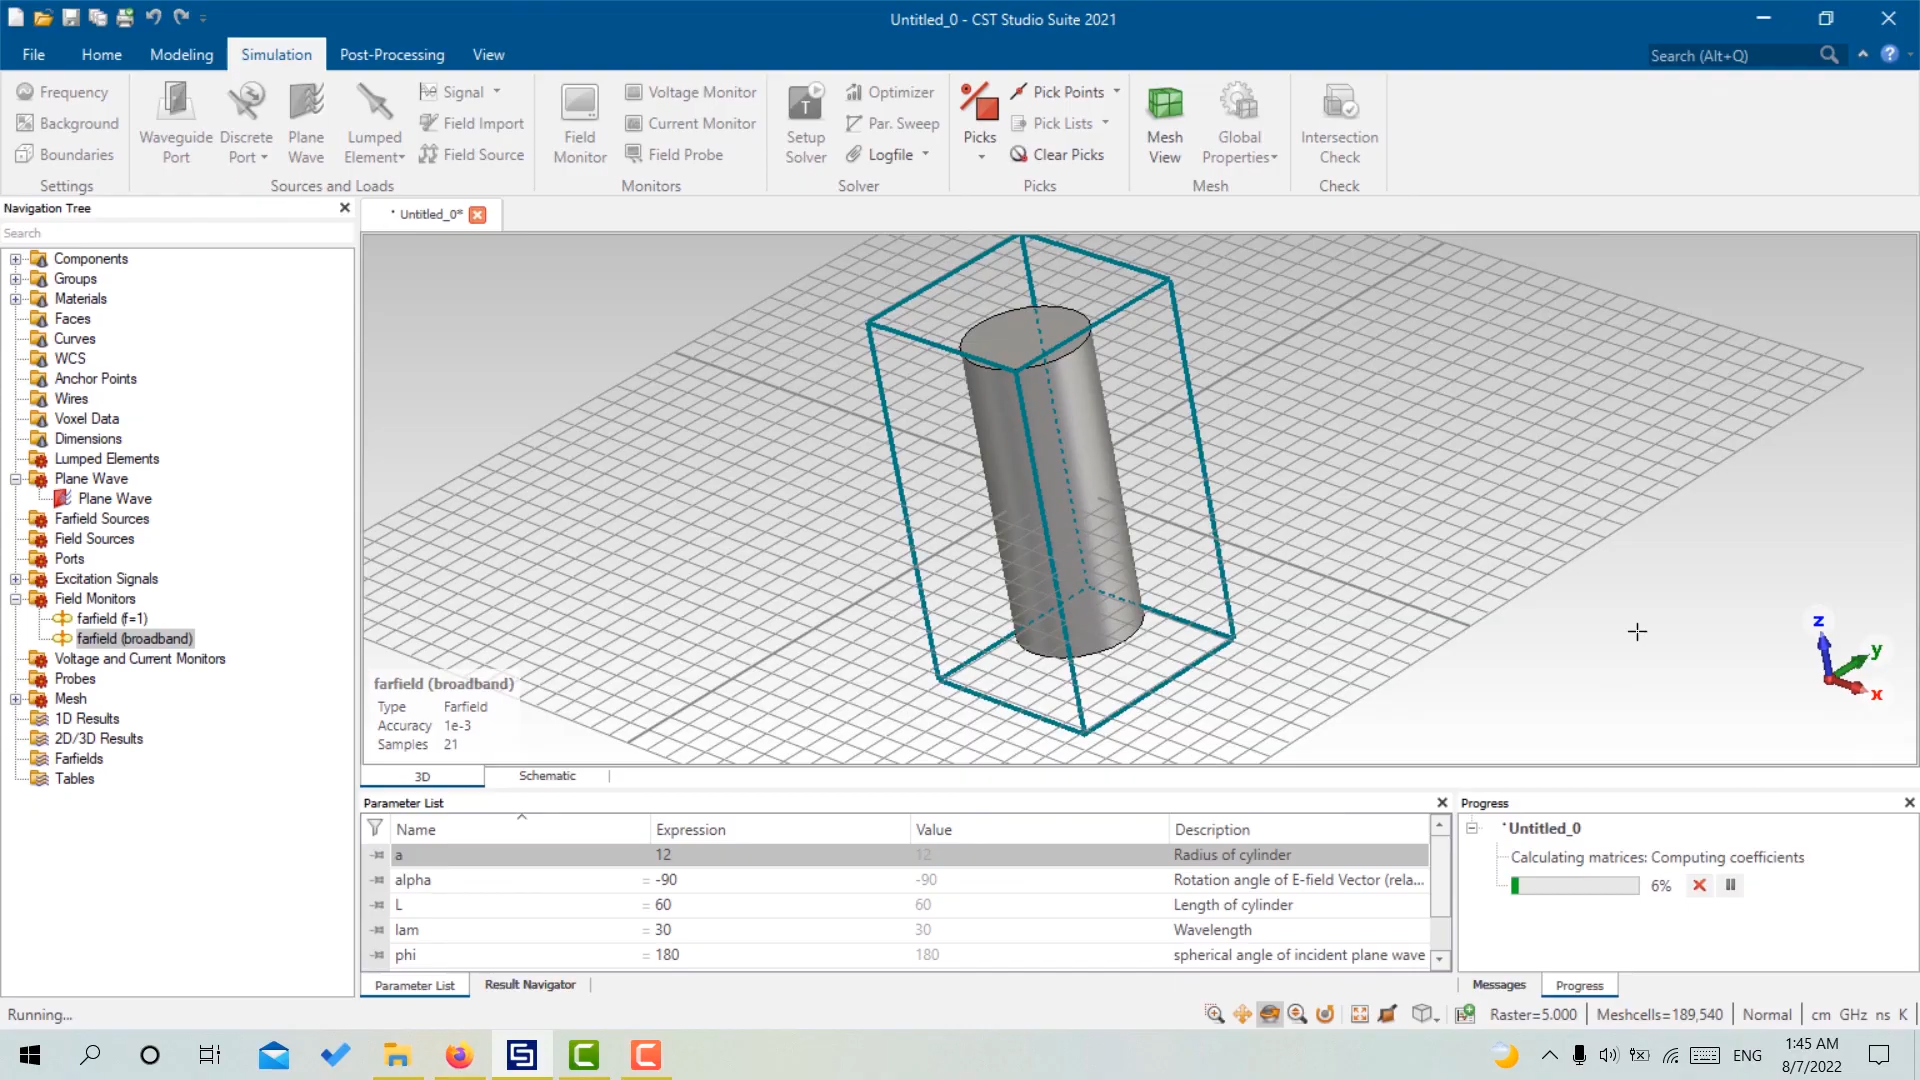 Untitled_0 - CST Studio Suite 2021
File Home Modeling Simulation Post-Processing View
Search (Alt+Q)
Frequency
Background
Boundaries
Settings
Waveguide Port
Discrete Port
Plane Wave
Lumped Element
Signal
Field Import
Field Source
Sources and Loads
Field Monitor
Voltage Monitor
Current Monitor
Field Probe
Monitors
Setup Solver
Optimizer
Par. Sweep
Logfile
Solver
Picks
Pick Points
Pick Lists
Clear Picks
Picks
Mesh View
Global Properties
Mesh
Intersection Check
Check
Navigation Tree
Search
Components
Groups
Materials
Faces
Curves
WCS
Anchor Points
Wires
Voxel Data
Dimensions
Lumped Elements
Plane Wave
Plane Wave
Farfield Sources
Field Sources
Ports
Excitation Signals
Field Monitors
farfield (f=1)
farfield (broadband)
Voltage and Current Monitors
Probes
Mesh
1D Results
2D/3D Results
Farfields
Tables
* Untitled_0*
z
y
x
farfield (broadband)
Type Farfield
Accuracy 1e-3
Samples 21
3D Schematic
Parameter List
Name Expression Value Description
a 12 12 Radius of cylinder
alpha = -90 -90 Rotation angle of E-field Vector (rela...
L = 60 60 Length of cylinder
lam = 30 30 Wavelength
phi = 180 180 spherical angle of incident plane wave
Parameter List Result Navigator
Progress
* Untitled_0
Calculating matrices: Computing coefficients
6%
Messages Progress
Running...
Raster=5.000 Meshcells=189,540 Normal cm GHz ns K
ENG
1:45 AM
8/7/2022